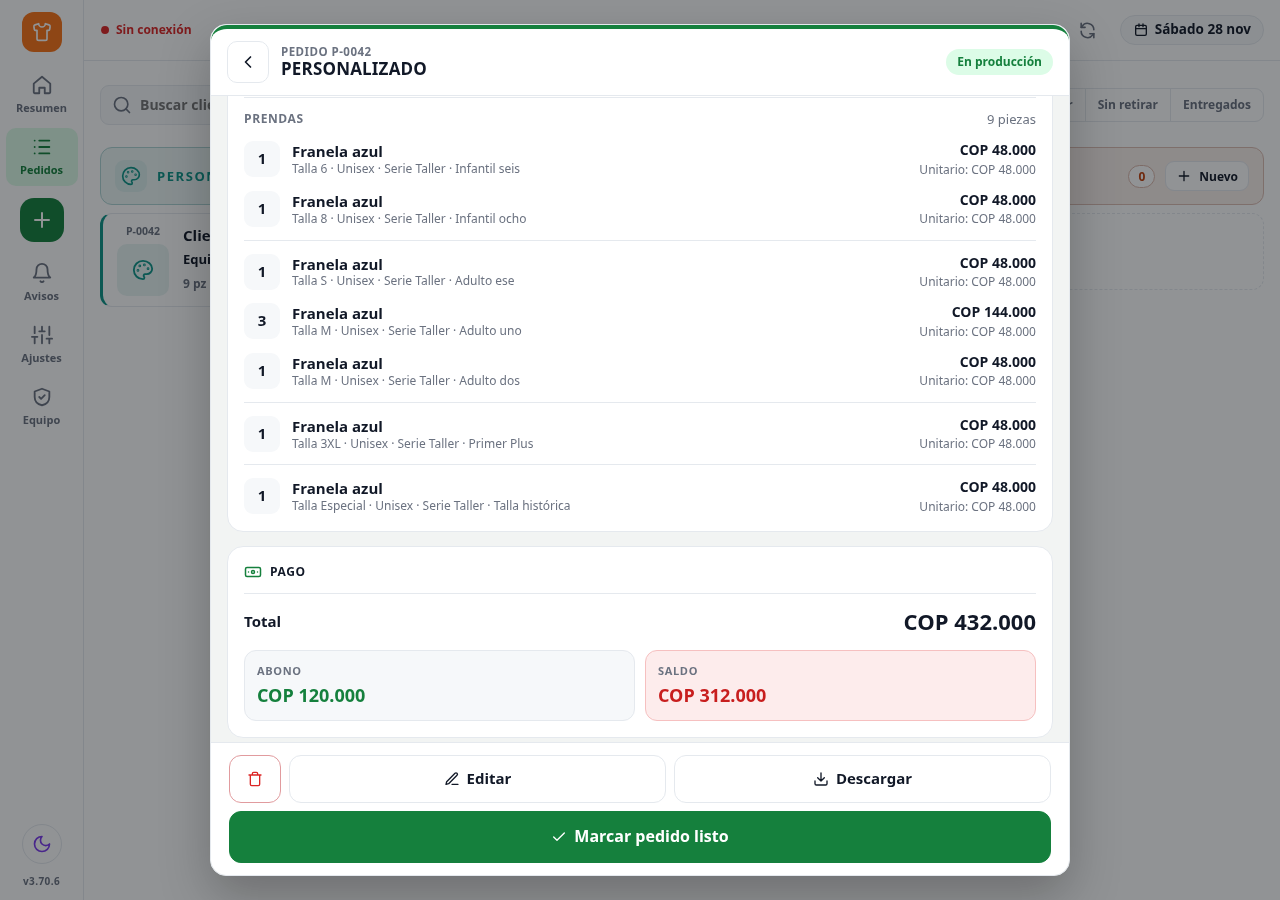 Sin conexión
Sábado 28 nov
Resumen
Pedidos
Avisos
Ajustes
Equipo
v3.70.6
Buscar
Sin retirar
Entregados
0
Nuevo
P-0042
9 pz
PEDIDO P-0042
PERSONALIZADO
En producción
PRENDAS
9 piezas
1
Franela azul
COP 48.000
Talla 6 · Unisex · Serie Taller · Infantil seis
Unitario: COP 48.000
1
Franela azul
COP 48.000
Talla 8 · Unisex · Serie Taller · Infantil ocho
Unitario: COP 48.000
1
Franela azul
COP 48.000
Talla S · Unisex · Serie Taller · Adulto ese
Unitario: COP 48.000
3
Franela azul
COP 144.000
Talla M · Unisex · Serie Taller · Adulto uno
Unitario: COP 48.000
1
Franela azul
COP 48.000
Talla M · Unisex · Serie Taller · Adulto dos
Unitario: COP 48.000
1
Franela azul
COP 48.000
Talla 3XL · Unisex · Serie Taller · Primer Plus
Unitario: COP 48.000
1
Franela azul
COP 48.000
Talla Especial · Unisex · Serie Taller · Talla histórica
Unitario: COP 48.000
PAGO
Total
COP 432.000
ABONO
COP 120.000
SALDO
COP 312.000
Editar
Descargar
Marcar pedido listo